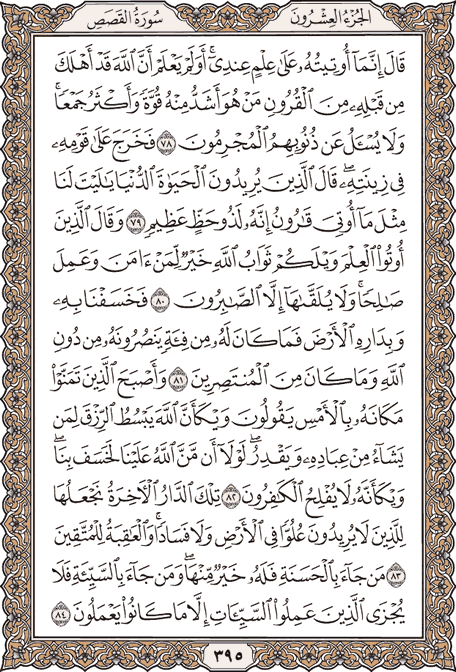 الجُزْءُ العِشْرُونَ سُورَةُ القَصَصِ
قَالَ إِنَّمَآ أُوتِيتُهُۥ عَلَىٰ عِلْمٍ عِندِىٓ ۚ أَوَلَمْ يَعْلَمْ أَنَّ ٱللَّهَ قَدْ أَهْلَكَ
مِن قَبْلِهِۦ مِنَ ٱلْقُرُونِ مَنْ هُوَ أَشَدُّ مِنْهُ قُوَّةً وَأَكْثَرُ جَمْعًا ۚ
وَلَا يُسْـَٔلُ عَن ذُنُوبِهِمُ ٱلْمُجْرِمُونَ ٧٨ فَخَرَجَ عَلَىٰ قَوْمِهِۦ
فِى زِينَتِهِۦ ۖ قَالَ ٱلَّذِينَ يُرِيدُونَ ٱلْحَيَوٰةَ ٱلدُّنْيَا يَـٰلَيْتَ لَنَا
مِثْلَ مَآ أُوتِىَ قَـٰرُونُ إِنَّهُۥ لَذُو حَظٍّ عَظِيمٍ ٧٩ وَقَالَ ٱلَّذِينَ
أُوتُوا۟ ٱلْعِلْمَ وَيْلَكُمْ ثَوَابُ ٱللَّهِ خَيْرٌ لِّمَنْ ءَامَنَ وَعَمِلَ
صَـٰلِحًا ۚ وَلَا يُلَقَّىٰهَآ إِلَّا ٱلصَّـٰبِرُونَ ٨٠ فَخَسَفْنَا بِهِۦ
وَبِدَارِهِ ٱلْأَرْضَ فَمَا كَانَ لَهُۥ مِن فِئَةٍ يَنصُرُونَهُۥ مِن دُونِ
ٱللَّهِ وَمَا كَانَ مِنَ ٱلْمُنتَصِرِينَ ٨١ وَأَصْبَحَ ٱلَّذِينَ تَمَنَّوْا۟
مَكَانَهُۥ بِٱلْأَمْسِ يَقُولُونَ وَيْكَأَنَّ ٱللَّهَ يَبْسُطُ ٱلرِّزْقَ لِمَن
يَشَآءُ مِنْ عِبَادِهِۦ وَيَقْدِرُ ۖ لَوْلَآ أَن مَّنَّ ٱللَّهُ عَلَيْنَا لَخَسَفَ بِنَا ۖ
وَيْكَأَنَّهُۥ لَا يُفْلِحُ ٱلْكَـٰفِرُونَ ٨٢ تِلْكَ ٱلدَّارُ ٱلْـَٔاخِرَةُ نَجْعَلُهَا
لِلَّذِينَ لَا يُرِيدُونَ عُلُوًّا فِى ٱلْأَرْضِ وَلَا فَسَادًا ۚ وَٱلْعَـٰقِبَةُ لِلْمُتَّقِينَ
٨٣ مَن جَآءَ بِٱلْحَسَنَةِ فَلَهُۥ خَيْرٌ مِّنْهَا ۖ وَمَن جَآءَ بِٱلسَّيِّئَةِ فَلَا
يُجْزَى ٱلَّذِينَ عَمِلُوا۟ ٱلسَّيِّـَٔاتِ إِلَّا مَا كَانُوا۟ يَعْمَلُونَ ٨٤
٣٩٥